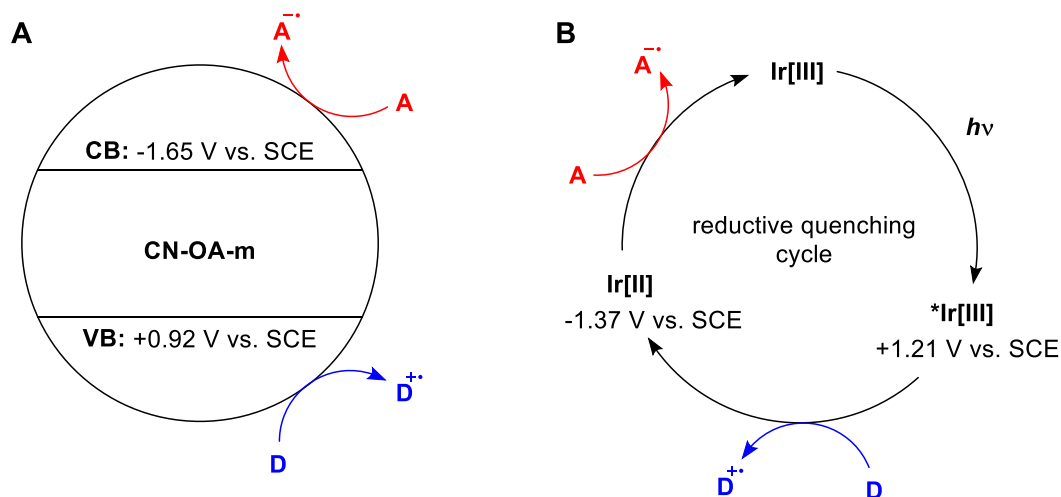 A
A−•
A
CB: -1.65 V vs. SCE
CN-OA-m
VB: +0.92 V vs. SCE
D+•
D
B
A−•
Ir[III]
hν
A
reductive quenching
cycle
Ir[II]
-1.37 V vs. SCE
*Ir[III]
+1.21 V vs. SCE
D+•
D